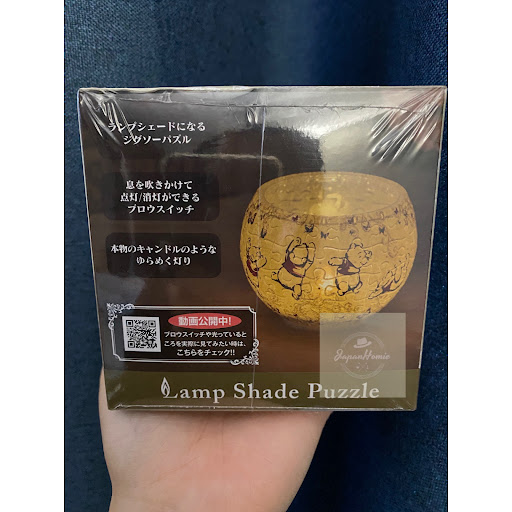 ランプシェードになる
ジグソーパズル
息を吹きかけて
点灯/消灯ができる
ブロウスイッチ
本物のキャンドルのような
ゆらめく灯り
動画公開中!
ブロウスイッチや光っている
ところを実際に見てみたい時は、
こちらをチェック!!
JapanHomie
Lamp Shade Puzzle